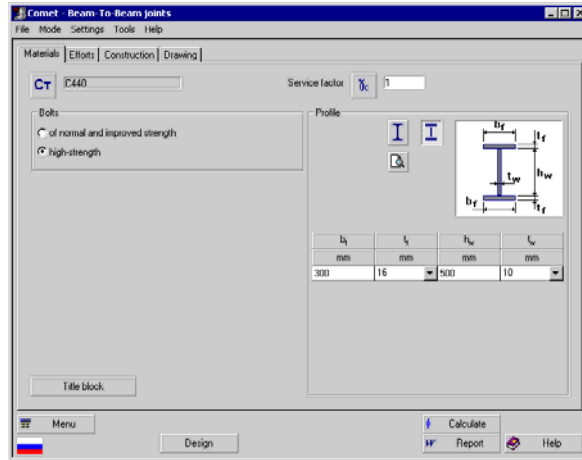 Comet - Beam-To-Beam joints
File Mode Settings Tools Help
Materials Efforts Construction Drawing
Ст C440 Service factor γc 1
Bolts
of normal and improved strength
high-strength
Profile
bf
tf
tw
hw
bf
tf
bf tf hw tw
mm mm mm mm
300 16 500 10
Title block
Menu Calculate
Design Report Help